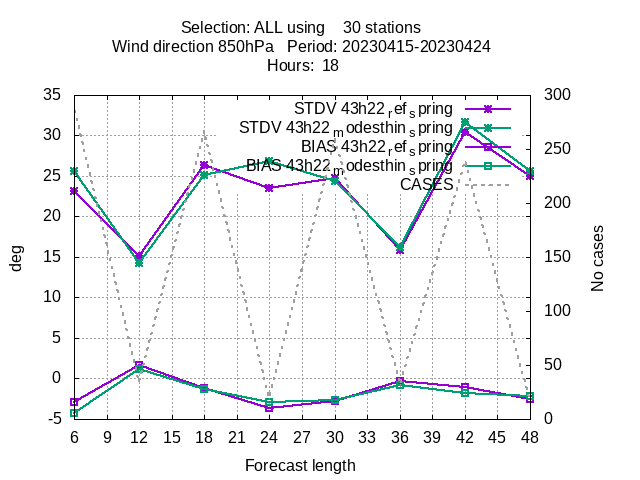 Selection: ALL using    30 stations
Wind direction 850hPa   Period: 20230415-20230424
Hours:  18
35
30
25
20
15
10
5
0
-5
300
250
200
150
100
50
0
STDV 43h22_ref_spring
STDV 43h22_modesthin_spring
BIAS 43h22_ref_spring
BIAS 43h22_modesthin_spring
CASES
deg
No cases
6 9 12 15 18 21 24 27 30 33 36 39 42 45 48
Forecast length